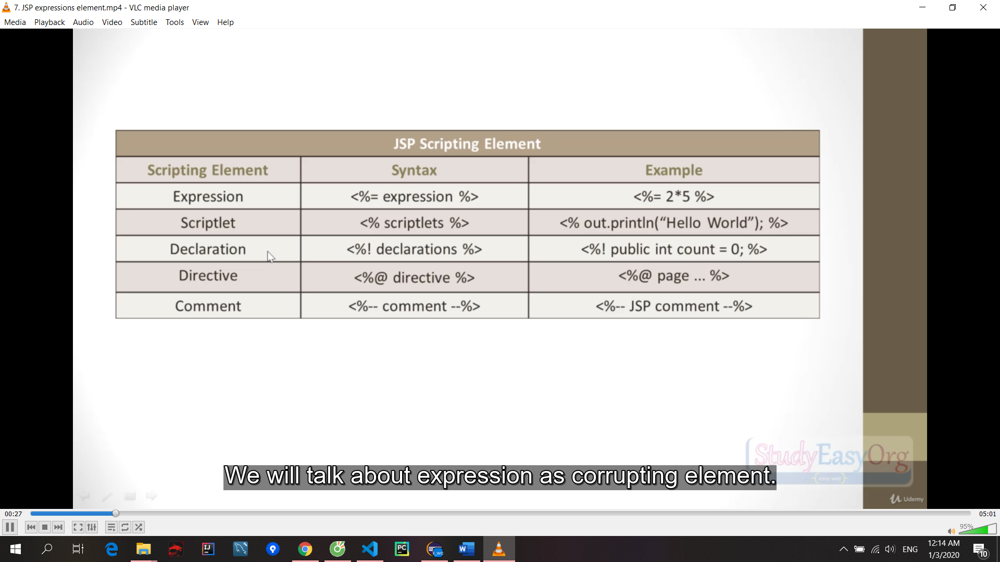 7. JSP expressions element.mp4 - VLC media player
Media Playback Audio Video Subtitle Tools View Help
JSP Scripting Element
Scripting Element Syntax Example
Expression <%= expression %> <%= 2*5 %>
Scriptlet <% scriptlets %> <% out.println(“Hello World”); %>
Declaration <%! declarations %> <%! public int count = 0; %>
Directive <%@ directive %> <%@ page ... %>
Comment <%-- comment --%> <%-- JSP comment --%>
StudyEasyOrg
{easy way}
We will talk about expression as corrupting element.
Udemy
00:27 05:01
95%
IJ PC W ENG 12:14 AM
1/3/2020 10